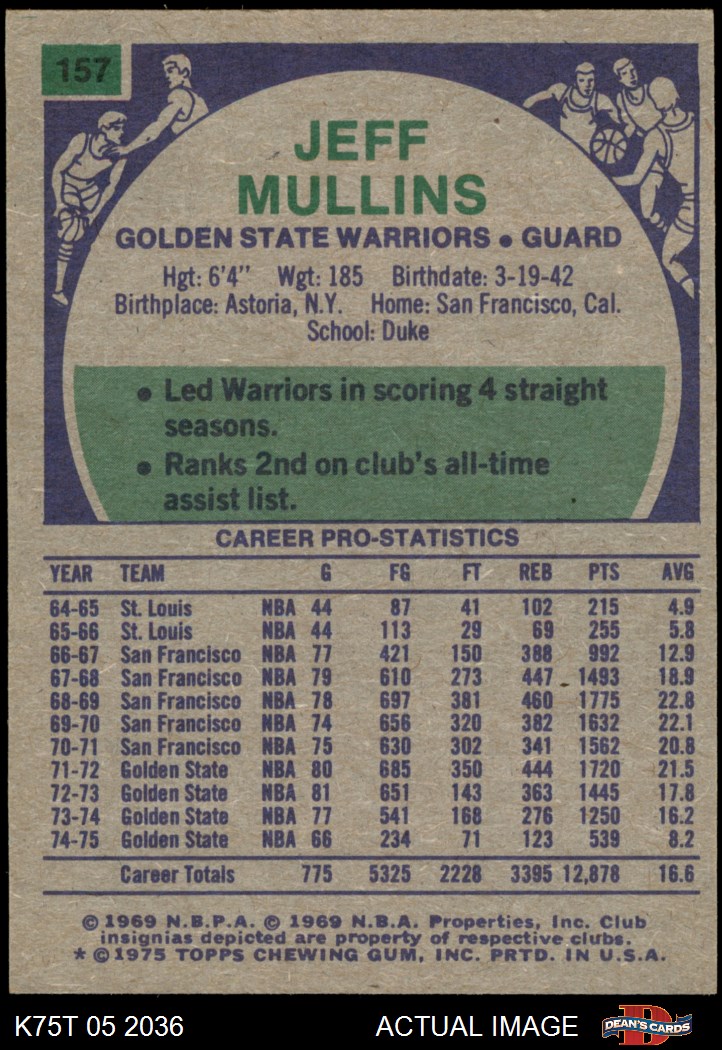 157
JEFF
MULLINS
GOLDEN STATE WARRIORS • GUARD
Hgt: 6'4" Wgt: 185 Birthdate: 3-19-42
Birthplace: Astoria, N.Y. Home: San Francisco, Cal.
School: Duke
• Led Warriors in scoring 4 straight
seasons.
• Ranks 2nd on club's all-time
assist list.
CAREER PRO-STATISTICS
YEAR TEAM G FG FT REB PTS AVG
64-65 St. Louis NBA 44 87 41 102 215 4.9
65-66 St. Louis NBA 44 113 29 69 255 5.8
66-67 San Francisco NBA 77 421 150 388 992 12.9
67-68 San Francisco NBA 79 610 273 447 1493 18.9
68-69 San Francisco NBA 78 697 381 460 1775 22.8
69-70 San Francisco NBA 74 656 320 382 1632 22.1
70-71 San Francisco NBA 75 630 302 341 1562 20.8
71-72 Golden State NBA 80 685 350 444 1720 21.5
72-73 Golden State NBA 81 651 143 363 1445 17.8
73-74 Golden State NBA 77 541 168 276 1250 16.2
74-75 Golden State NBA 66 234 71 123 539 8.2
Career Totals 775 5325 2228 3395 12,878 16.6
© 1969 N.B.P.A. © 1969 N.B.A. Properties, Inc. Club
insignias depicted are property of respective clubs.
* © 1975 TOPPS CHEWING GUM, INC. PRTD. IN U.S.A.
K75T 05 2036 ACTUAL IMAGE D DEAN'S CARDS